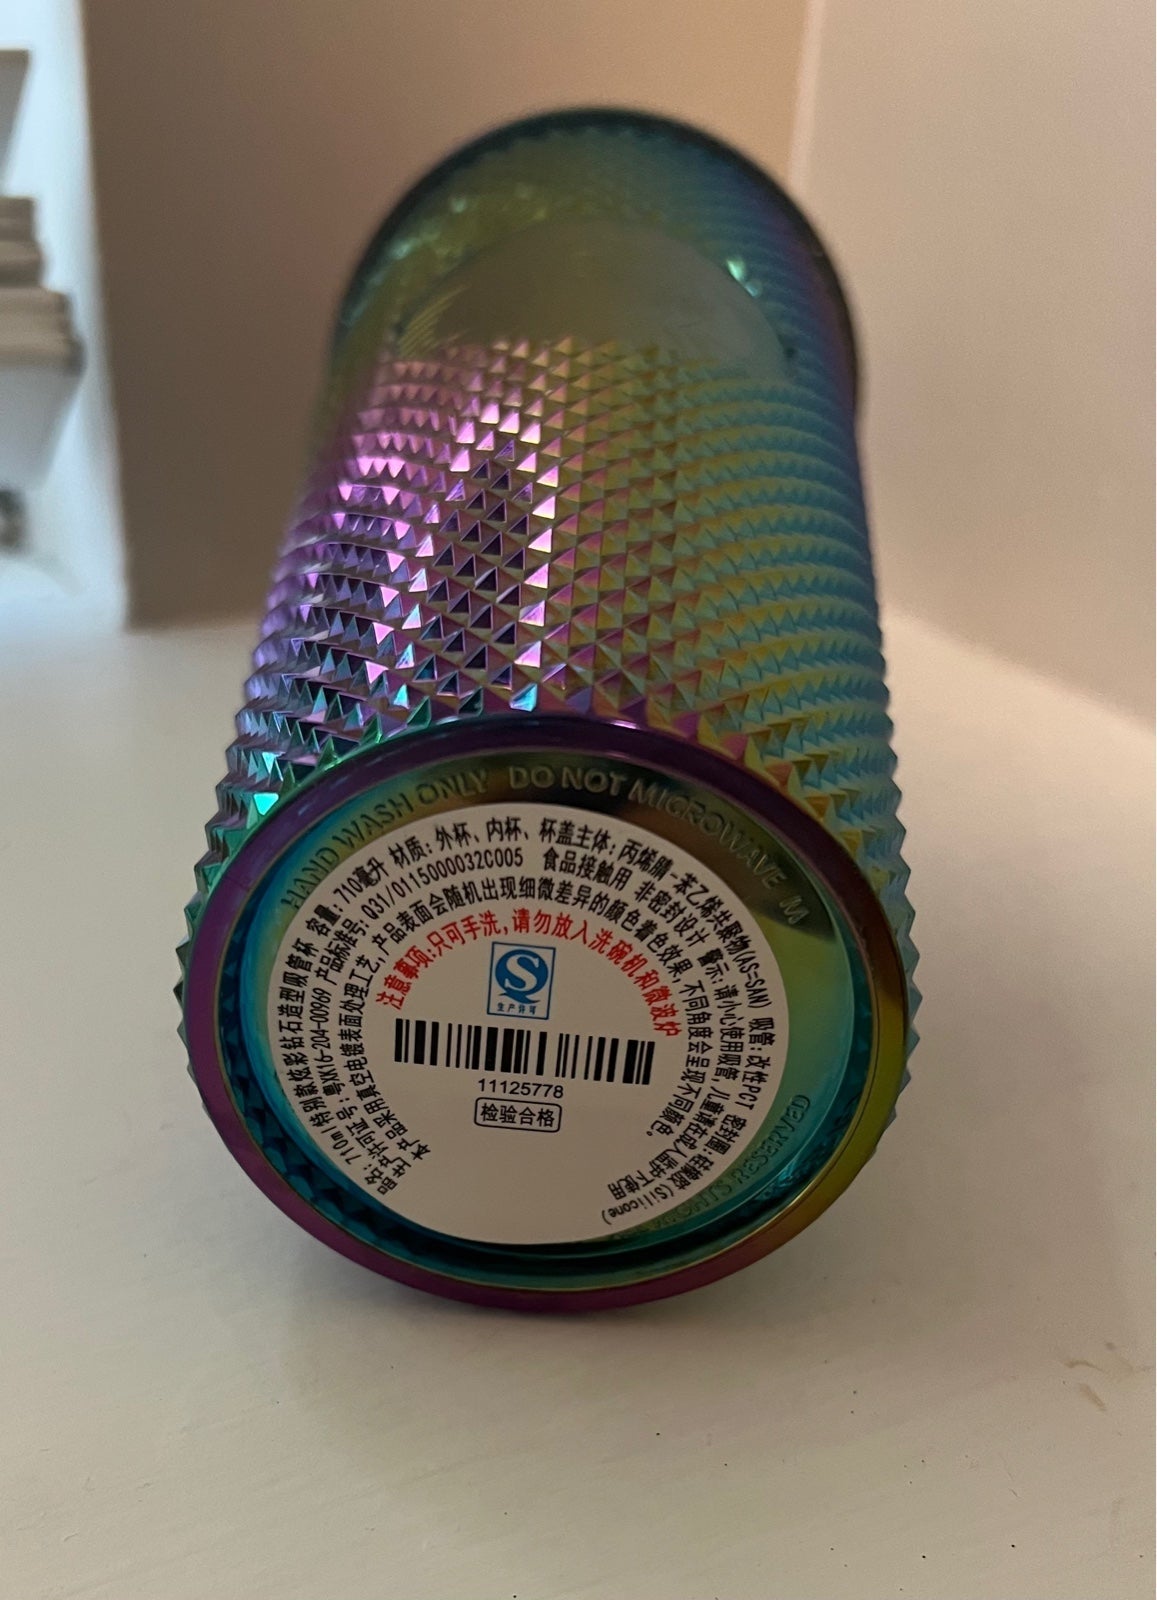 HAND WASH ONLY DO NOT MICROWAVE M
品名: 710ml特别款炫彩钻石造型吸管杯 容量: 710毫升 材质: 外杯、内杯、杯盖主体: 丙烯腈-苯乙烯共聚物(AS=SAN) 吸管: 改性PCT 密封圈: 硅橡胶(Silicone)
生产许可证号: 粤XK16-204-00969 产品标准号: Q31/0115000032C005 食品接触用 非密封设计 警示: 请小心使用吸管, 儿童请在成人监护下使用
本产品采用真空电镀表面处理工艺, 产品表面会随机出现细微差异的颜色着色效果, 不同角度会呈现不同颜色。
注意事项:只可手洗,请勿放入洗碗机和微波炉
QS
生产许可
11125778
检验合格
RIGHTS RESERVED